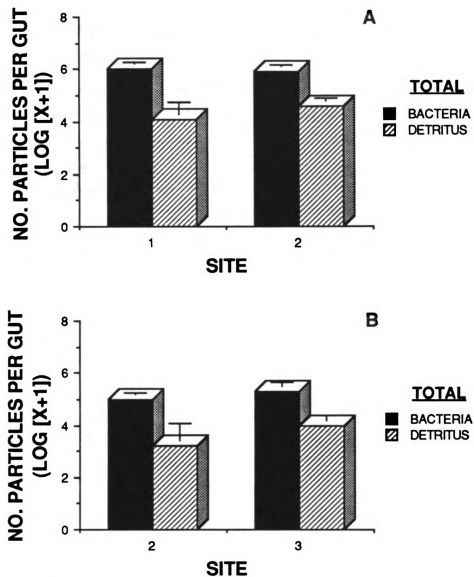 A
NO. PARTICLES PER GUT
(LOG [X+1])
8
6
4
2
0
1
2
SITE
TOTAL
BACTERIA
DETRITUS
B
NO. PARTICLES PER GUT
(LOG [X+1])
8
6
4
2
0
2
3
SITE
TOTAL
BACTERIA
DETRITUS